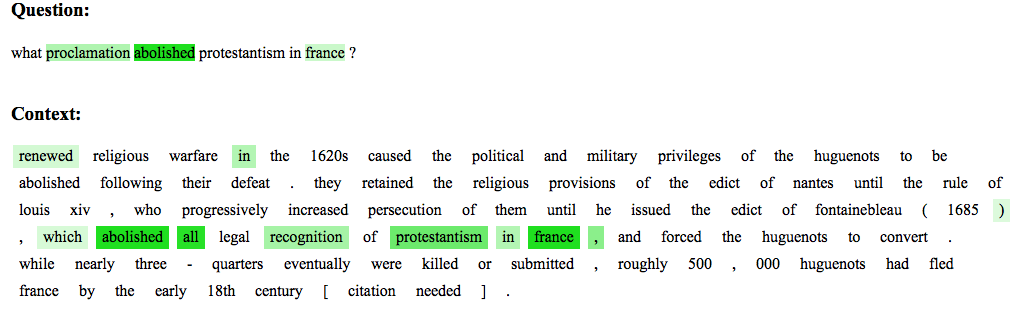 Question:
what proclamation abolished protestantism in france ?
Context:
renewed religious warfare in the 1620s caused the political and military privileges of the huguenots to be
abolished following their defeat . they retained the religious provisions of the edict of nantes until the rule of
louis xiv , who progressively increased persecution of them until he issued the edict of fontainebleau ( 1685 )
, which abolished all legal recognition of protestantism in france , and forced the huguenots to convert .
while nearly three - quarters eventually were killed or submitted , roughly 500 , 000 huguenots had fled
france by the early 18th century [ citation needed ] .